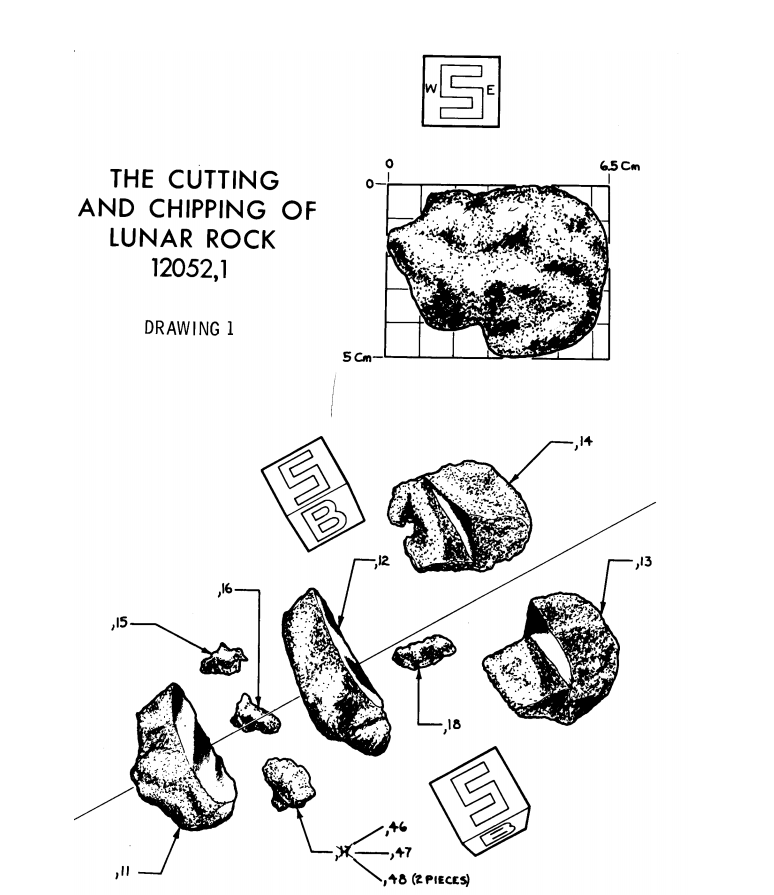 S
W E
0 6.5 Cm
0
THE CUTTING
AND CHIPPING OF
LUNAR ROCK
12052,1
DRAWING 1
5 Cm
S
B
,14
,12
,13
,16
,15
,18
S
B
,46
,17 ,47
,11
,48 (2 PIECES)